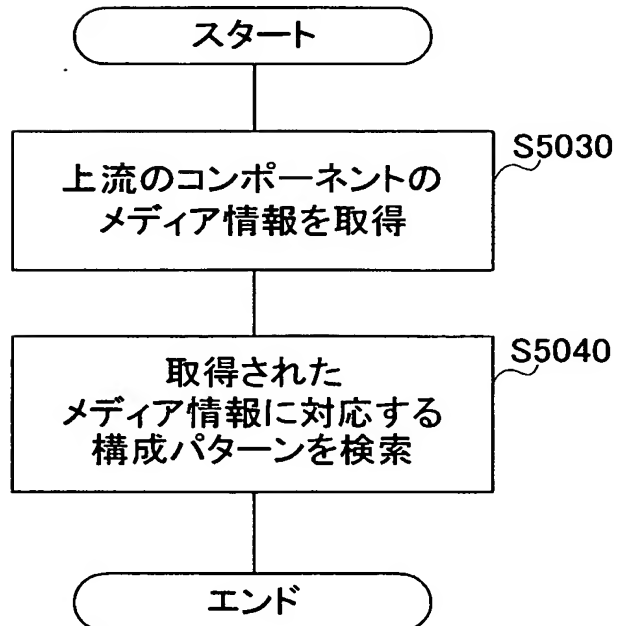 スタート
S5030
上流のコンポーネントの
メディア情報を取得
S5040
取得された
メディア情報に対応する
構成パターンを検索
エンド